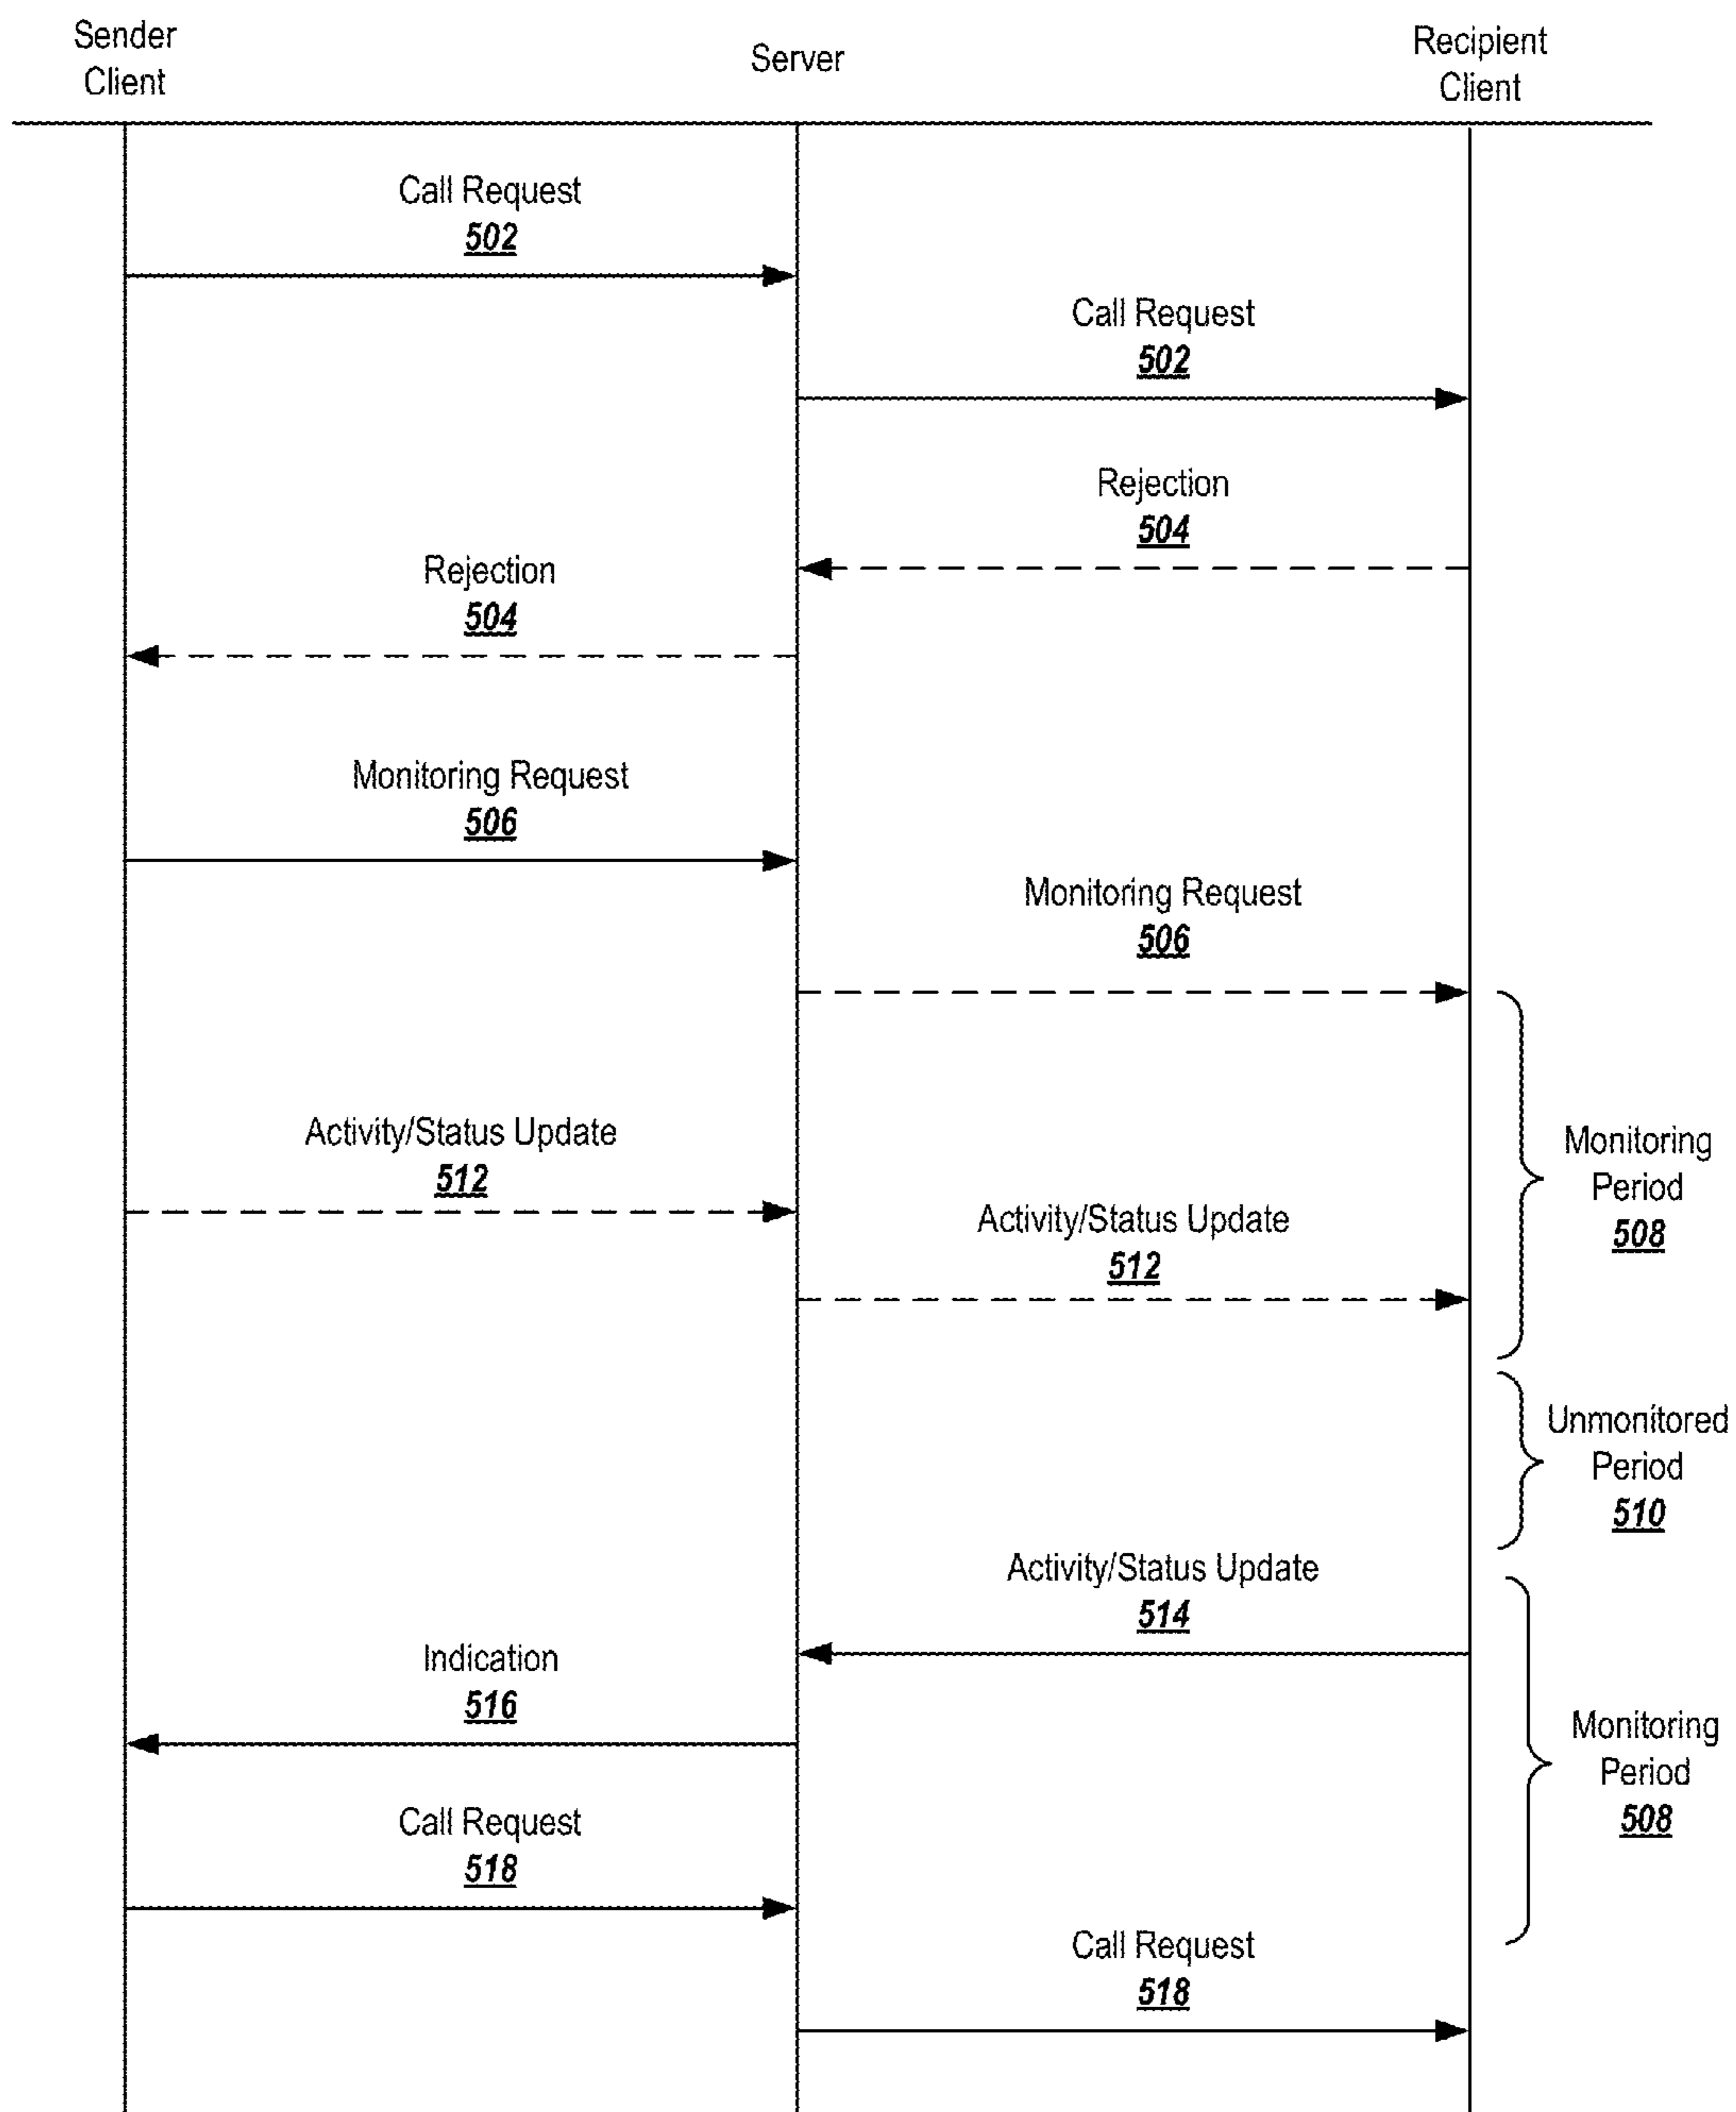 Sender
Client
Server
Recipient
Client
Call Request
502
Call Request
502
Rejection
504
Rejection
504
Monitoring Request
506
Monitoring Request
506
Activity/Status Update
512
Activity/Status Update
512
Monitoring
Period
508
Unmonitored
Period
510
Activity/Status Update
514
Indication
516
Monitoring
Period
508
Call Request
518
Call Request
518